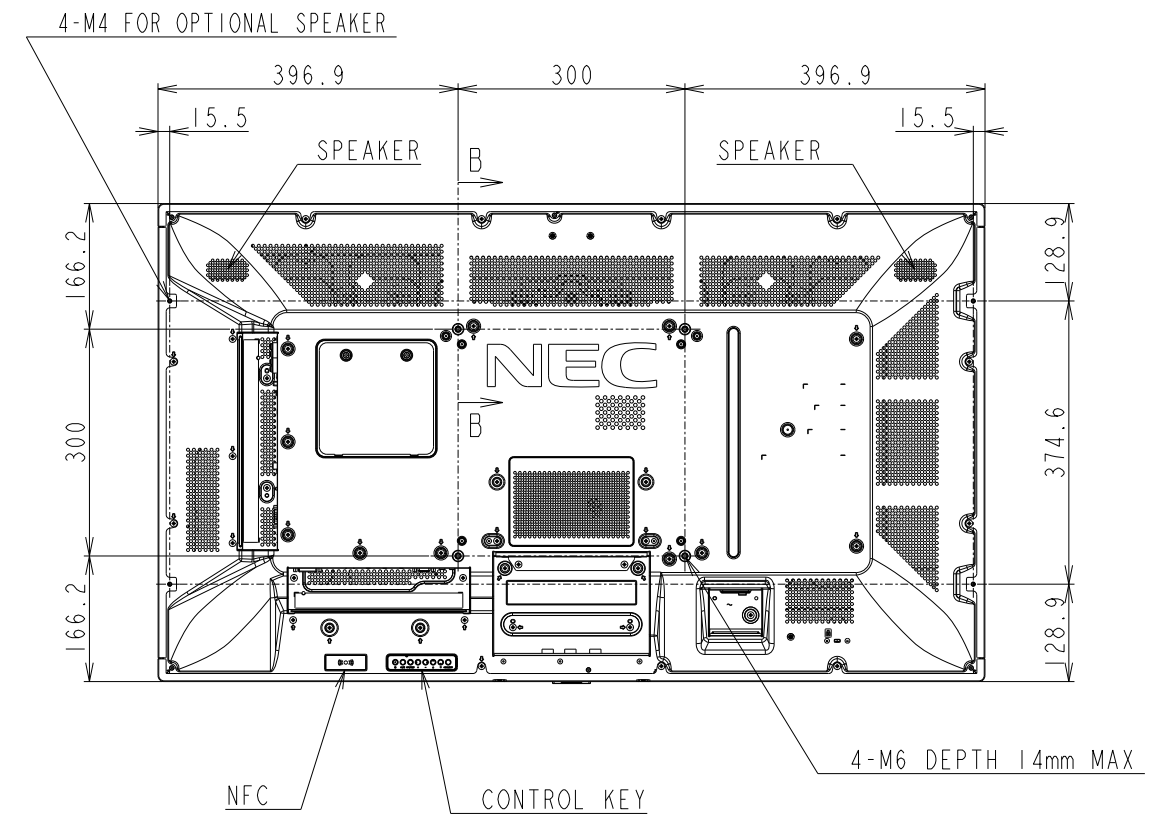 4-M4 FOR OPTIONAL SPEAKER
396.9
300
396.9
15.5
15.5
SPEAKER
B
SPEAKER
166.2
128.9
NEC
300
B
374.6
166.2
128.9
4-M6 DEPTH 14mm MAX
NFC
CONTROL KEY